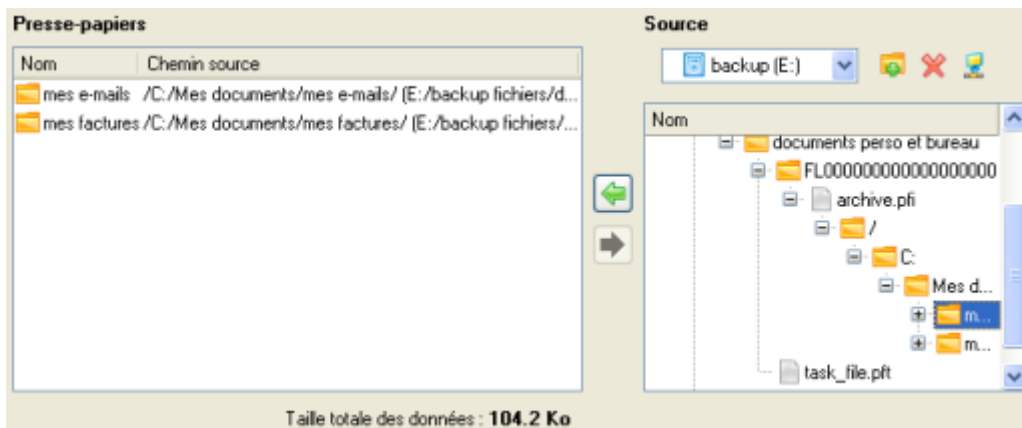 Presse-papiers
Nom Chemin source
mes e-mails /C:/Mes documents/mes e-mails/ (E:/backup fichiers/d...
mes factures /C:/Mes documents/mes factures/ (E:/backup fichiers/...
Taille totale des données : 104.2 Ko
Source
backup (E:)
Nom
documents perso et bureau
FL000000000000000000
archive.pfi
/
C:
Mes d...
m...
m...
task_file.pft